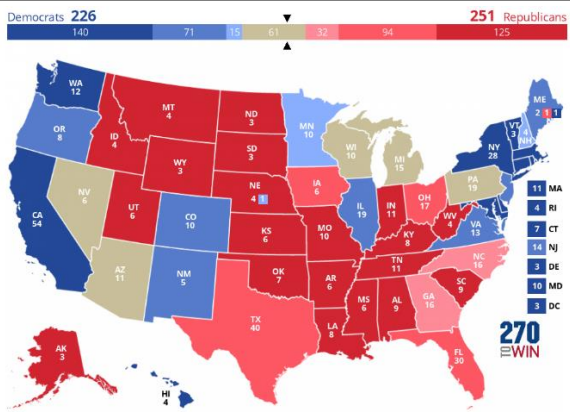 Democrats 226
251 Republicans
140 71 15 61 32 94 125
WA
12
OR
8
CA
54
NV
6
ID
4
MT
4
WY
3
UT
6
AZ
11
CO
10
NM
5
ND
3
SD
3
NE
4 1
KS
6
OK
7
TX
40
MN
10
IA
6
MO
10
AR
6
LA
8
WI
10
IL
19
MI
15
IN
11
OH
17
KY
8
TN
11
MS
6
AL
9
GA
16
FL
30
SC
9
NC
16
VA
13
WV
4
PA
19
NY
28
VT
3
4
NH
ME
2 1 1
11 MA
4 RI
7 CT
14 NJ
3 DE
10 MD
3 DC
AK
3
HI
4
270
TO WIN